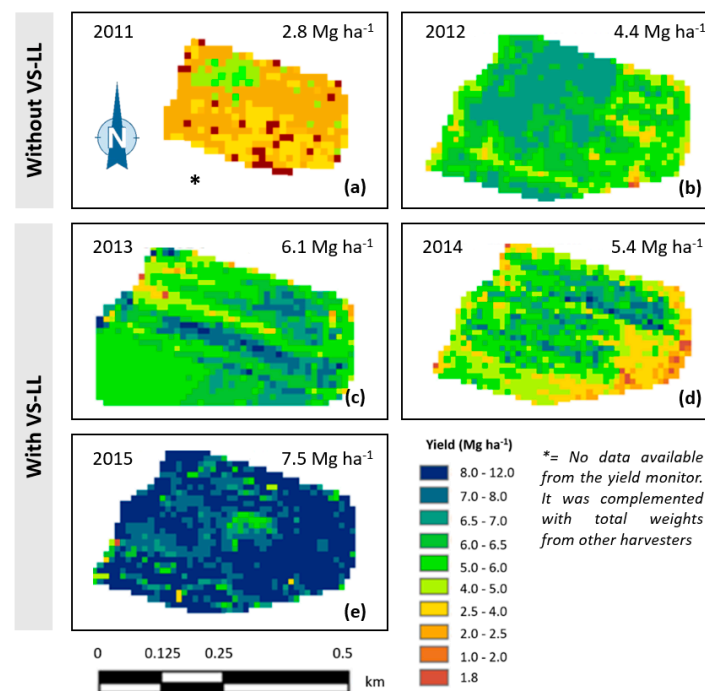 Without VS-LL
2011
2.8 Mg ha⁻¹
N
*
(a)
2012
4.4 Mg ha⁻¹
(b)
With VS-LL
2013
6.1 Mg ha⁻¹
(c)
2014
5.4 Mg ha⁻¹
(d)
2015
7.5 Mg ha⁻¹
(e)
Yield (Mg ha⁻¹)
8.0 - 12.0
7.0 - 8.0
6.5 - 7.0
6.0 - 6.5
5.0 - 6.0
4.0 - 5.0
2.5 - 4.0
2.0 - 2.5
1.0 - 2.0
1.8
*= No data available
from the yield monitor.
It was complemented
with total weights
from other harvesters
0 0.125 0.25 0.5
km